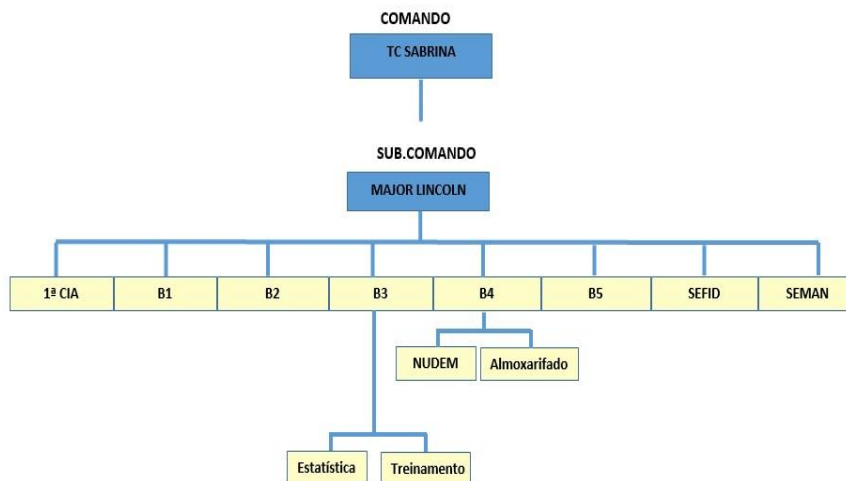 COMANDO
TC SABRINA
SUB.COMANDO
MAJOR LINCOLN
1ª CIA
B1
B2
B3
B4
B5
SEFID
SEMAN
NUDEM
Almoxarifado
Estatística
Treinamento